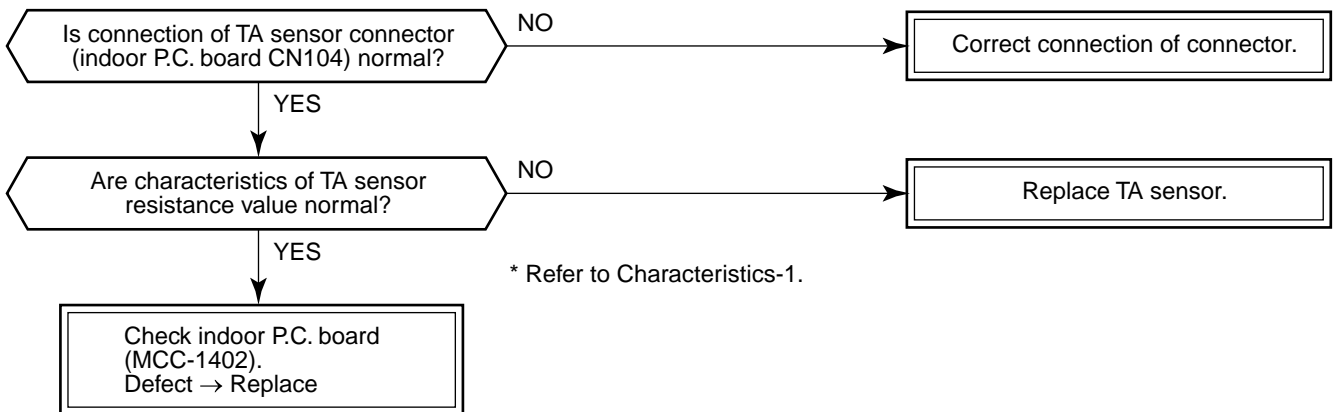 Is connection of TA sensor connector
(indoor P.C. board CN104) normal?
NO
Correct connection of connector.
YES
Are characteristics of TA sensor
resistance value normal?
NO
Replace TA sensor.
YES
* Refer to Characteristics-1.
Check indoor P.C. board
(MCC-1402).
Defect → Replace